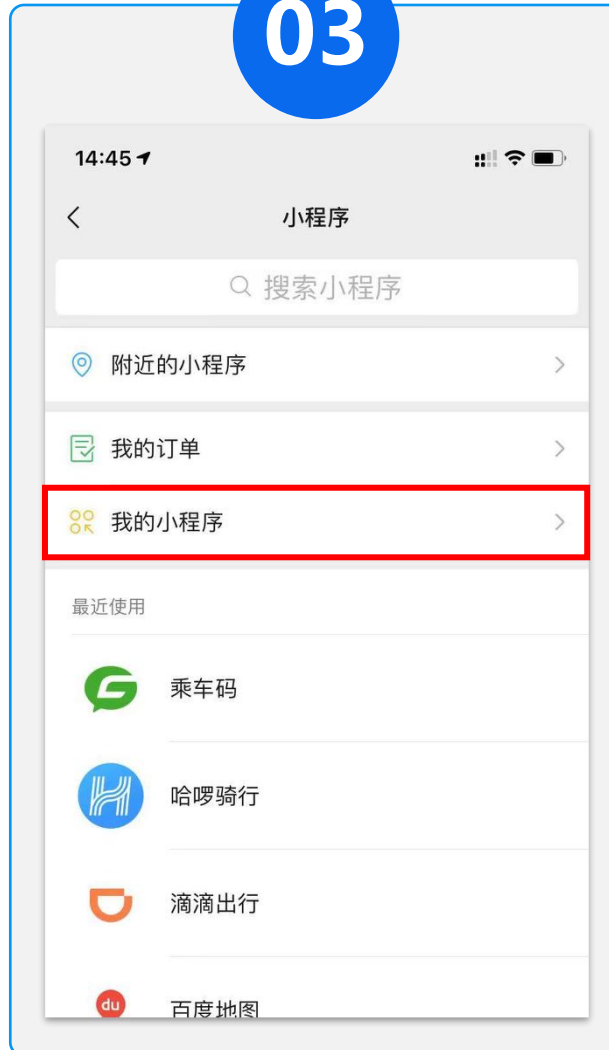 03
14:45
小程序
搜索小程序
附近的小程序
我的订单
我的小程序
最近使用
乘车码
哈啰骑行
滴滴出行
du
百度地图